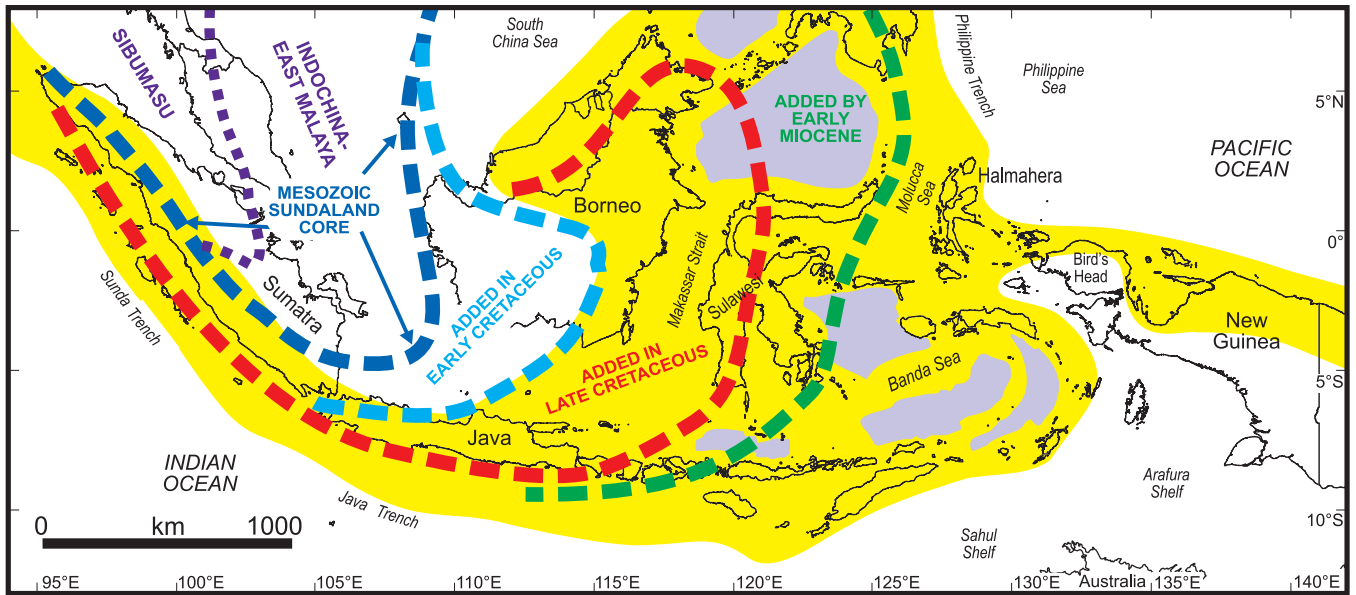 South
China Sea
Philippine Trench
Philippine
Sea
SIBUMASU
INDOCHINA-
EAST MALAYA
ADDED BY
EARLY
MIOCENE
5°N
PACIFIC
OCEAN
MESOZOIC
SUNDALAND
CORE
Borneo
Molucca
Sea
Halmahera
0°
Sumatra
Sunda Trench
ADDED IN
EARLY CRETACEOUS
Makassar Strait
Sulawesi
Bird's
Head
New
Guinea
ADDED IN
LATE CRETACEOUS
Banda Sea
5°S
Java
INDIAN
OCEAN
Java Trench
Arafura
Shelf
Sahul
Shelf
10°S
0 km 1000
95°E 100°E 105°E 110°E 115°E 120°E 125°E 130°E Australia 135°E 140°E